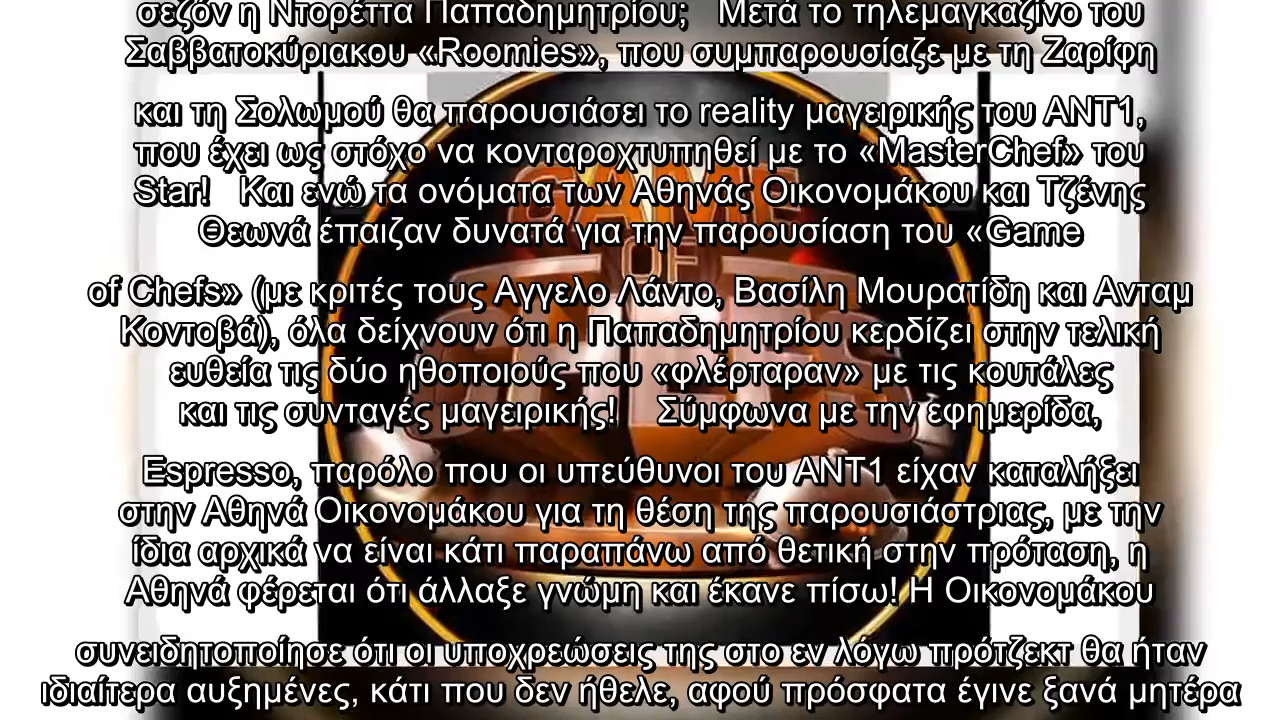 σεζόν η Ντορέττα Παπαδημητρίου; Μετά το τηλεμαγκαζίνο του
Σαββατοκύριακου «Roomies», που συμπαρουσίαζε με τη Ζαρίφη
και τη Σολωμού θα παρουσιάσει το reality μαγειρικής του ΑΝΤ1,
που έχει ως στόχο να κονταροχτυπηθεί με το «MasterChef» του
Star! Και ενώ τα ονόματα των Αθηνάς Οικονομάκου και Τζένης
Θεωνά έπαιζαν δυνατά για την παρουσίαση του «Game
of Chefs» (με κριτές τους Αγγελο Λάντο, Βασίλη Μουρατίδη και Ανταμ
Κοντοβά), όλα δείχνουν ότι η Παπαδημητρίου κερδίζει στην τελική
ευθεία τις δύο ηθοποιούς που «φλέρταραν» με τις κουτάλες
και τις συνταγές μαγειρικής! Σύμφωνα με την εφημερίδα,
Espresso, παρόλο που οι υπεύθυνοι του ΑΝΤ1 είχαν καταλήξει
στην Αθηνά Οικονομάκου για τη θέση της παρουσιάστριας, με την
ίδια αρχικά να είναι κάτι παραπάνω από θετική στην πρόταση, η
Αθηνά φέρεται ότι άλλαξε γνώμη και έκανε πίσω! Η Οικονομάκου
συνειδητοποίησε ότι οι υποχρεώσεις της στο εν λόγω πρότζεκτ θα ήταν
ιδιαίτερα αυξημένες, κάτι που δεν ήθελε, αφού πρόσφατα έγινε ξανά μητέρα
GAME
OF
CHEFS